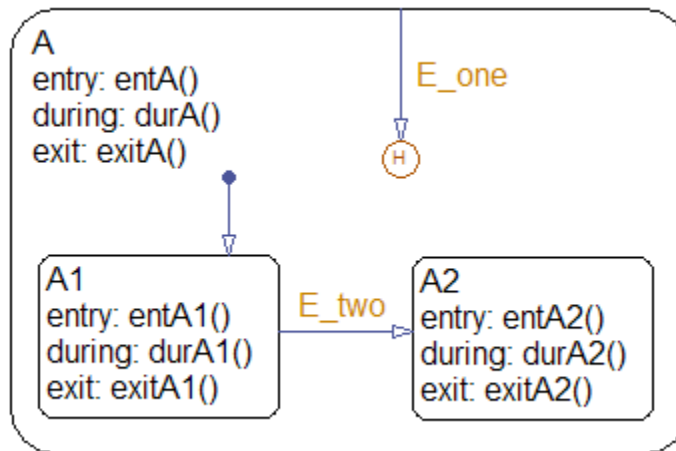 A
entry: entA()
during: durA()
exit: exitA()
E_one
H
A1
entry: entA1()
during: durA1()
exit: exitA1()
E_two
A2
entry: entA2()
during: durA2()
exit: exitA2()